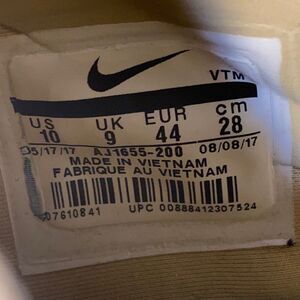 VTM
US UK EUR cm
10 9 44 28
05/17/17 AJ1655-200 08/08/17
MADE IN VIETNAM
FABRIQUE AU VIETNAM
07610841 UPC 00888412307524